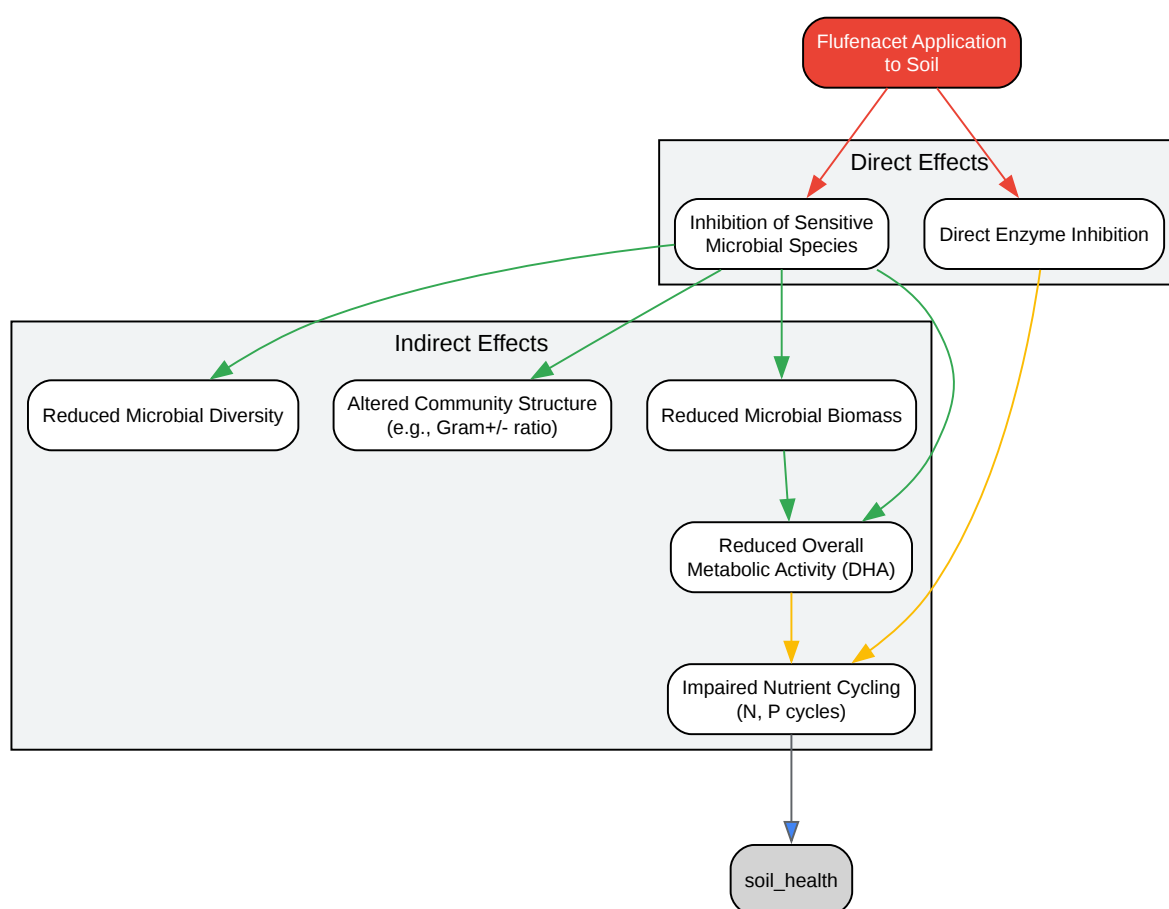 Flufenacet Application
to Soil
Direct Effects
Inhibition of Sensitive
Microbial Species
Direct Enzyme Inhibition
Indirect Effects
Reduced Microbial Diversity
Altered Community Structure
(e.g., Gram+/- ratio)
Reduced Microbial Biomass
Reduced Overall
Metabolic Activity (DHA)
Impaired Nutrient Cycling
(N, P cycles)
soil_health